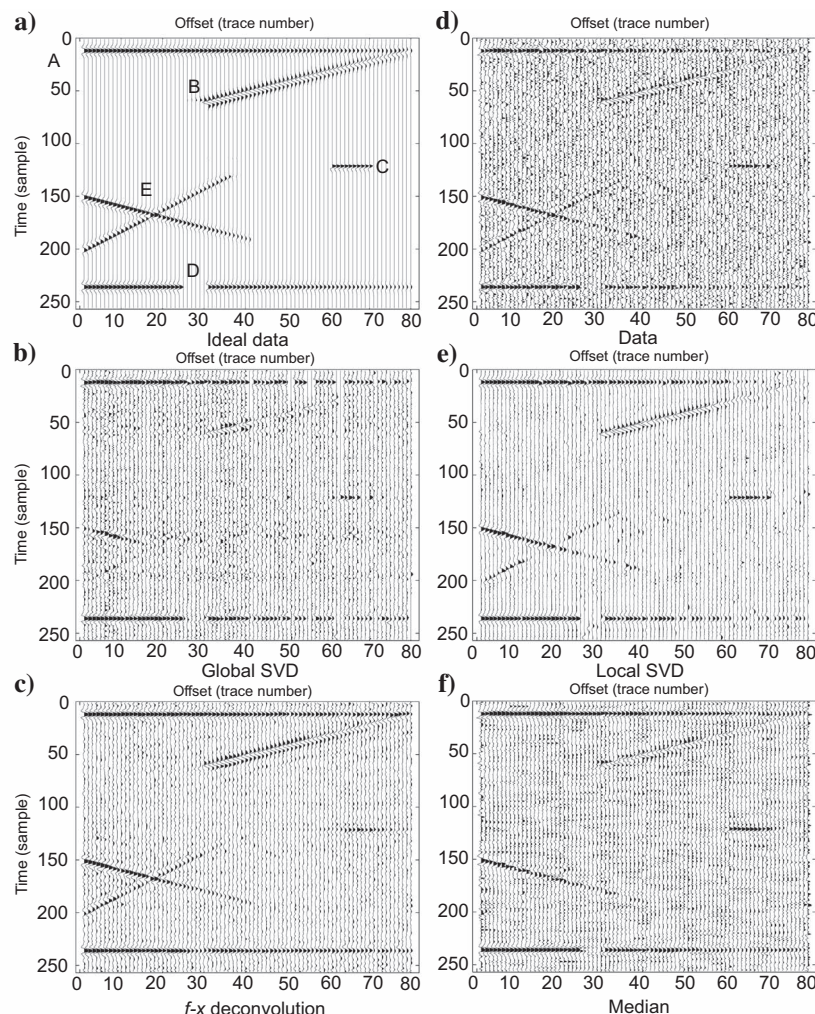 a)
Offset (trace number)
0
50
100
150
200
250
Time (sample)
A
B
C
D
E
0 10 20 30 40 50 60 70 80
Ideal data
d)
Offset (trace number)
0
50
100
150
200
250
Time (sample)
0 10 20 30 40 50 60 70 80
Data
b)
Offset (trace number)
0
50
100
150
200
250
Time (sample)
0 10 20 30 40 50 60 70 80
Global SVD
e)
Offset (trace number)
0
50
100
150
200
250
Time (sample)
0 10 20 30 40 50 60 70 80
Local SVD
c)
Offset (trace number)
0
50
100
150
200
250
Time (sample)
0 10 20 30 40 50 60 70 80
f-x deconvolution
f)
Offset (trace number)
0
50
100
150
200
250
Time (sample)
0 10 20 30 40 50 60 70 80
Median